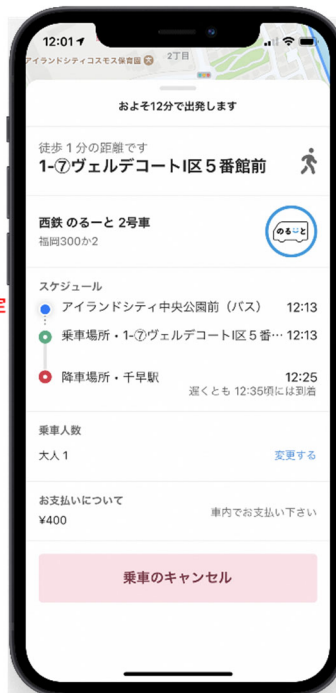 12:01
アイランドシティコスモス保育園
2丁目
およそ12分で出発します
徒歩 1 分の距離です
1-⑦ヴェルデコートI区５番館前
西鉄 のるーと 2号車
福岡300か2
のるーと
スケジュール
アイランドシティ中央公園前（バス） 12:13
乗車場所・1-⑦ヴェルデコートI区５番… 12:13
降車場所・千早駅 12:25
遅くとも 12:35頃には到着
乗車人数
大人 1 変更する
お支払いについて
¥400 車内でお支払い下さい
乗車のキャンセル